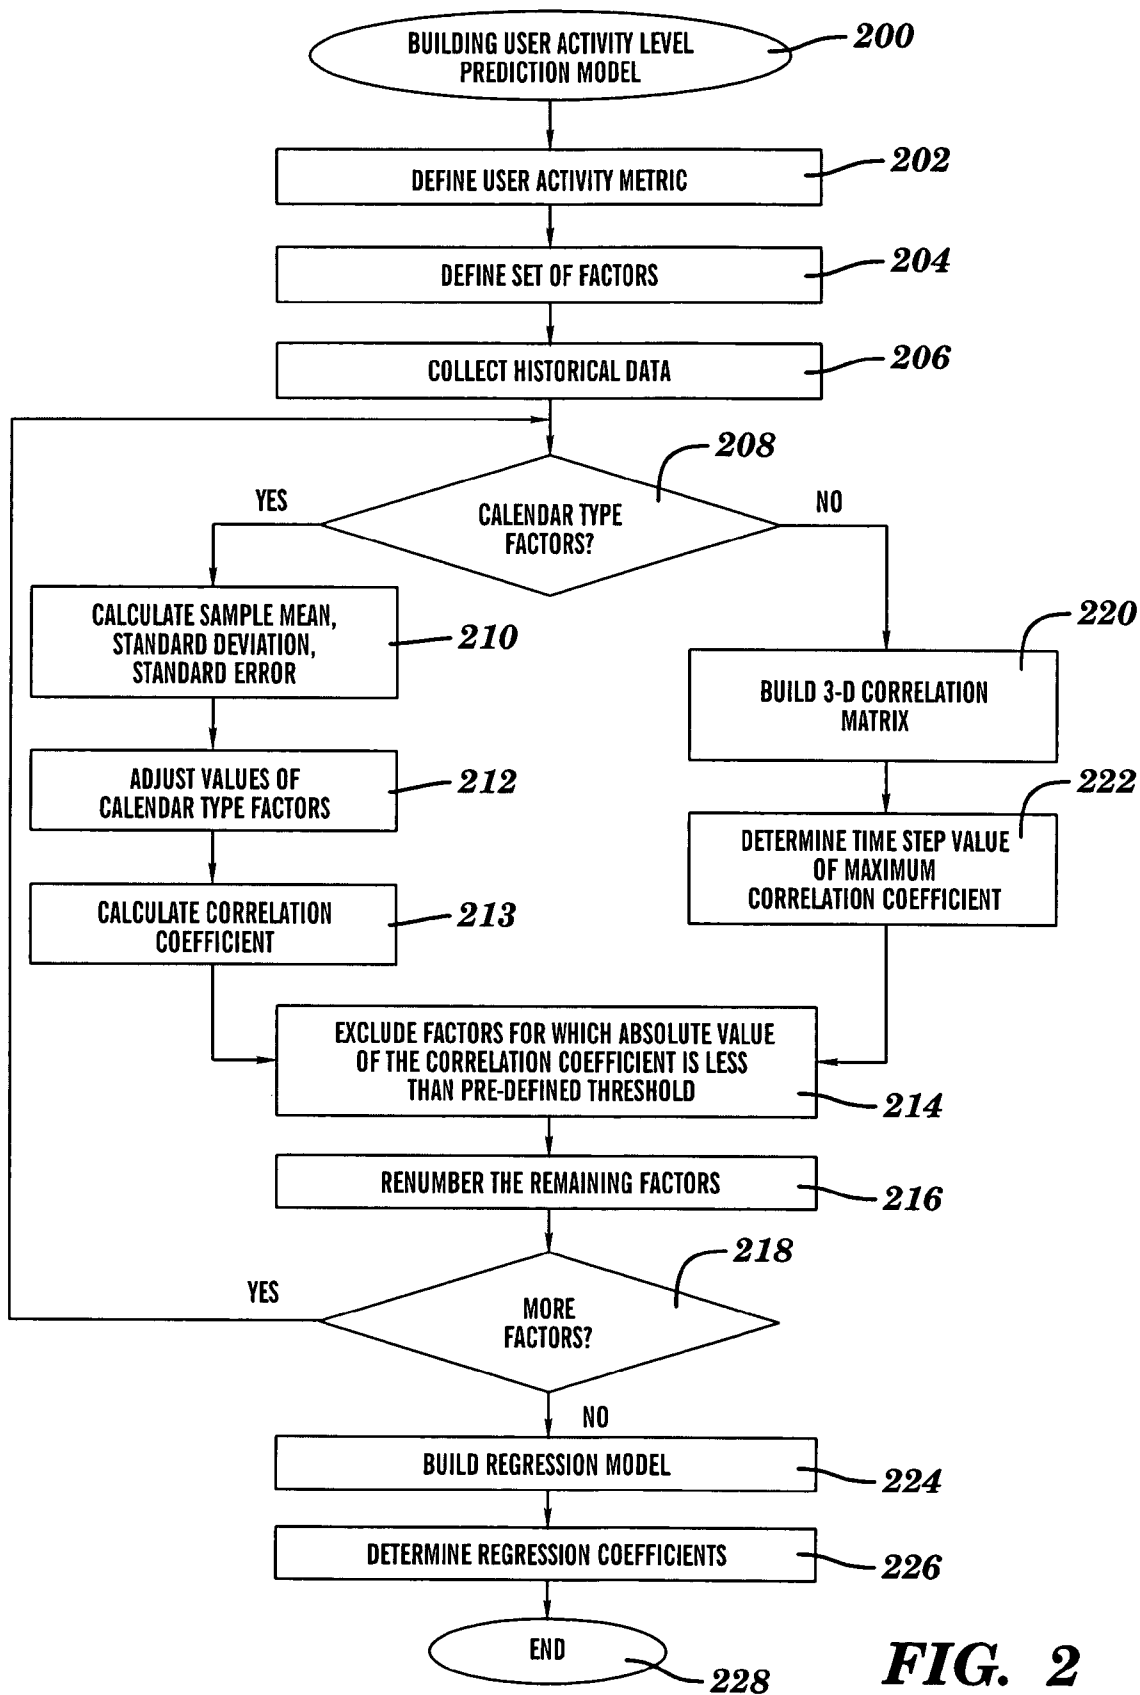 BUILDING USER ACTIVITY LEVEL
PREDICTION MODEL
200
DEFINE USER ACTIVITY METRIC
202
DEFINE SET OF FACTORS
204
COLLECT HISTORICAL DATA
206
208
CALENDAR TYPE
FACTORS?
YES
NO
CALCULATE SAMPLE MEAN,
STANDARD DEVIATION,
STANDARD ERROR
210
ADJUST VALUES OF
CALENDAR TYPE FACTORS
212
CALCULATE CORRELATION
COEFFICIENT
213
220
BUILD 3-D CORRELATION
MATRIX
222
DETERMINE TIME STEP VALUE
OF MAXIMUM
CORRELATION COEFFICIENT
EXCLUDE FACTORS FOR WHICH ABSOLUTE VALUE
OF THE CORRELATION COEFFICIENT IS LESS
THAN PRE-DEFINED THRESHOLD
214
RENUMBER THE REMAINING FACTORS
216
218
MORE
FACTORS?
YES
NO
BUILD REGRESSION MODEL
224
DETERMINE REGRESSION COEFFICIENTS
226
END
228
FIG. 2